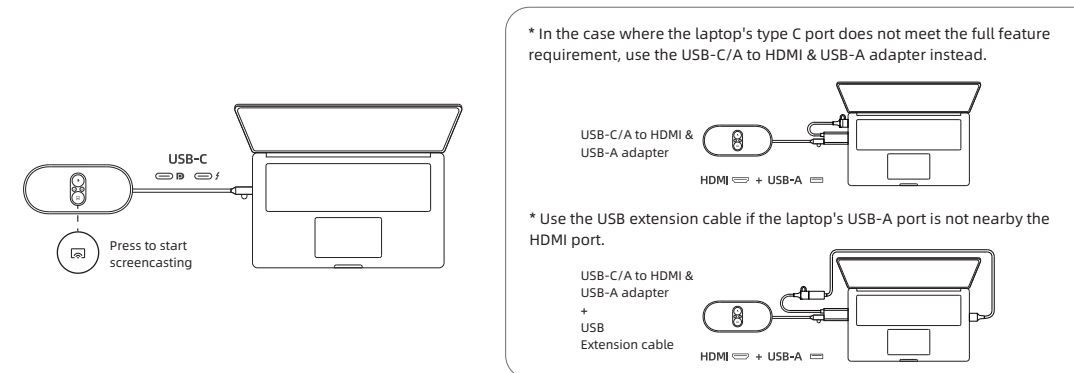 USB-C
Press to start
screencasting
* In the case where the laptop's type C port does not meet the full feature
requirement, use the USB-C/A to HDMI & USB-A adapter instead.
USB-C/A to HDMI &
USB-A adapter
HDMI + USB-A
* Use the USB extension cable if the laptop's USB-A port is not nearby the
HDMI port.
USB-C/A to HDMI &
USB-A adapter
+
USB
Extension cable
HDMI + USB-A